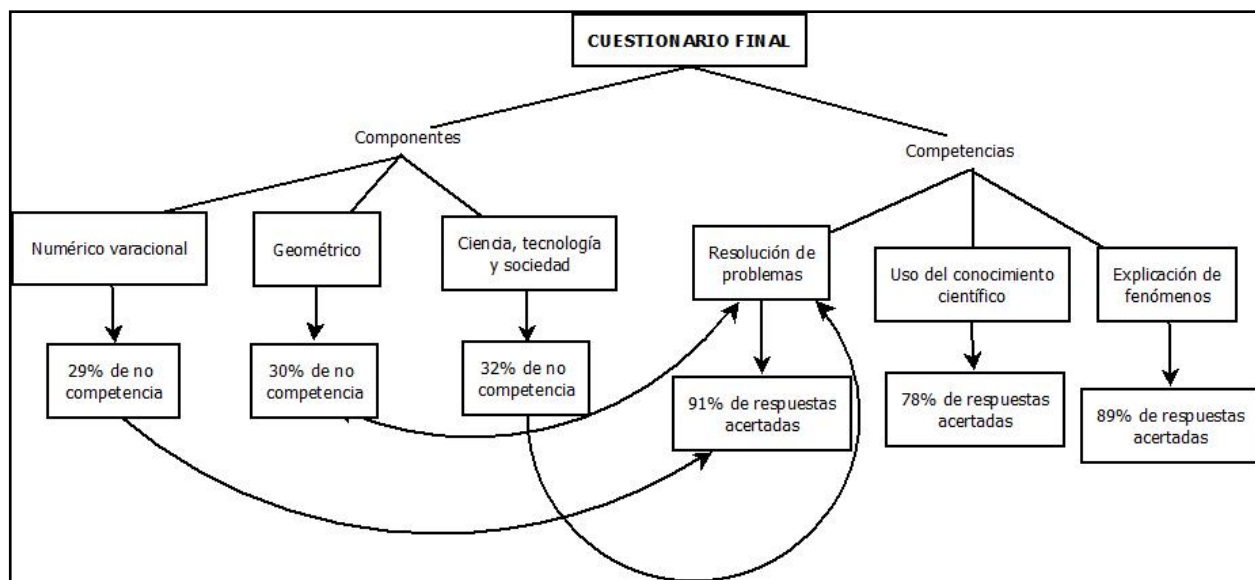 CUESTIONARIO FINAL
Componentes
Competencias
Numérico varacional
Geométrico
Ciencia, tecnología
y sociedad
Resolución de
problemas
Uso del conocimiento
científico
Explicación de
fenómenos
29% de no
competencia
30% de no
competencia
32% de no
competencia
91% de respuestas
acertadas
78% de respuestas
acertadas
89% de respuestas
acertadas